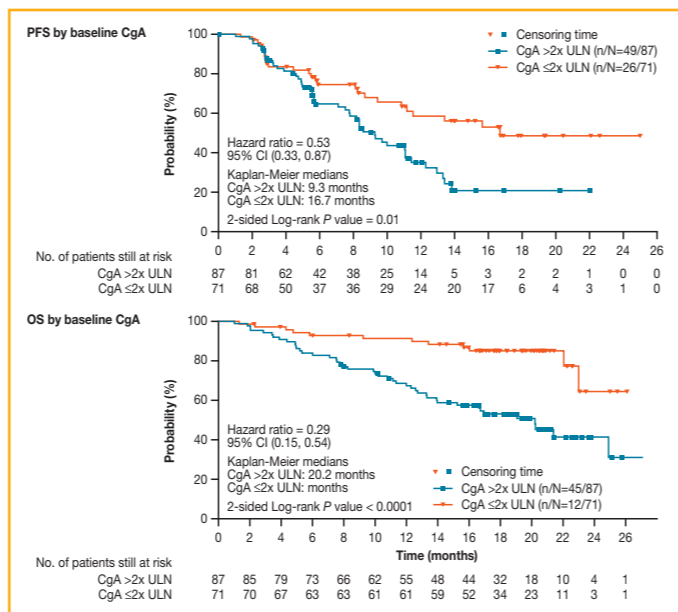 PFS by baseline CgA
Censoring time
CgA >2x ULN (n/N=49/87)
CgA ≤2x ULN (n/N=26/71)
Probability (%)
100
80
60
40
20
0
Hazard ratio = 0.53
95% CI (0.33, 0.87)
Kaplan-Meier medians
CgA >2x ULN: 9.3 months
CgA ≤2x ULN: 16.7 months
2-sided Log-rank P value = 0.01
0 2 4 6 8 10 12 14 16 18 20 22 24 26
No. of patients still at risk
CgA >2x ULN 87 81 62 42 38 25 14 5 3 2 2 1 0 0
CgA ≤2x ULN 71 68 50 37 36 29 24 20 17 6 4 3 1 0
OS by baseline CgA
Probability (%)
100
80
60
40
20
0
Hazard ratio = 0.29
95% CI (0.15, 0.54)
Kaplan-Meier medians
CgA >2x ULN: 20.2 months
CgA ≤2x ULN: months
2-sided Log-rank P value < 0.0001
Censoring time
CgA >2x ULN (n/N=45/87)
CgA ≤2x ULN (n/N=12/71)
0 2 4 6 8 10 12 14 16 18 20 22 24 26
Time (months)
No. of patients still at risk
CgA >2x ULN 87 85 79 73 66 62 55 48 44 32 18 10 4 1
CgA ≤2x ULN 71 70 67 63 63 61 61 59 52 34 23 11 3 1